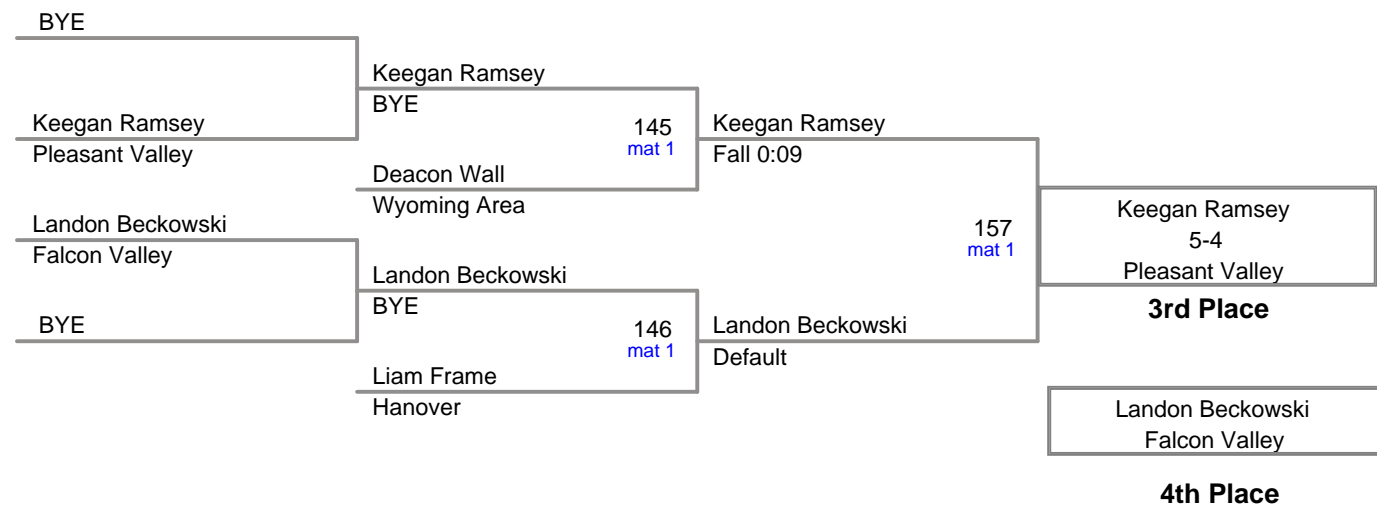 BYE
Keegan Ramsey
Pleasant Valley
Landon Beckowski
Falcon Valley
BYE
Keegan Ramsey
BYE
145
mat 1
Deacon Wall
Wyoming Area
Landon Beckowski
BYE
146
mat 1
Liam Frame
Hanover
Keegan Ramsey
Fall 0:09
157
mat 1
Landon Beckowski
Default
Keegan Ramsey
5-4
Pleasant Valley
3rd Place
Landon Beckowski
Falcon Valley
4th Place